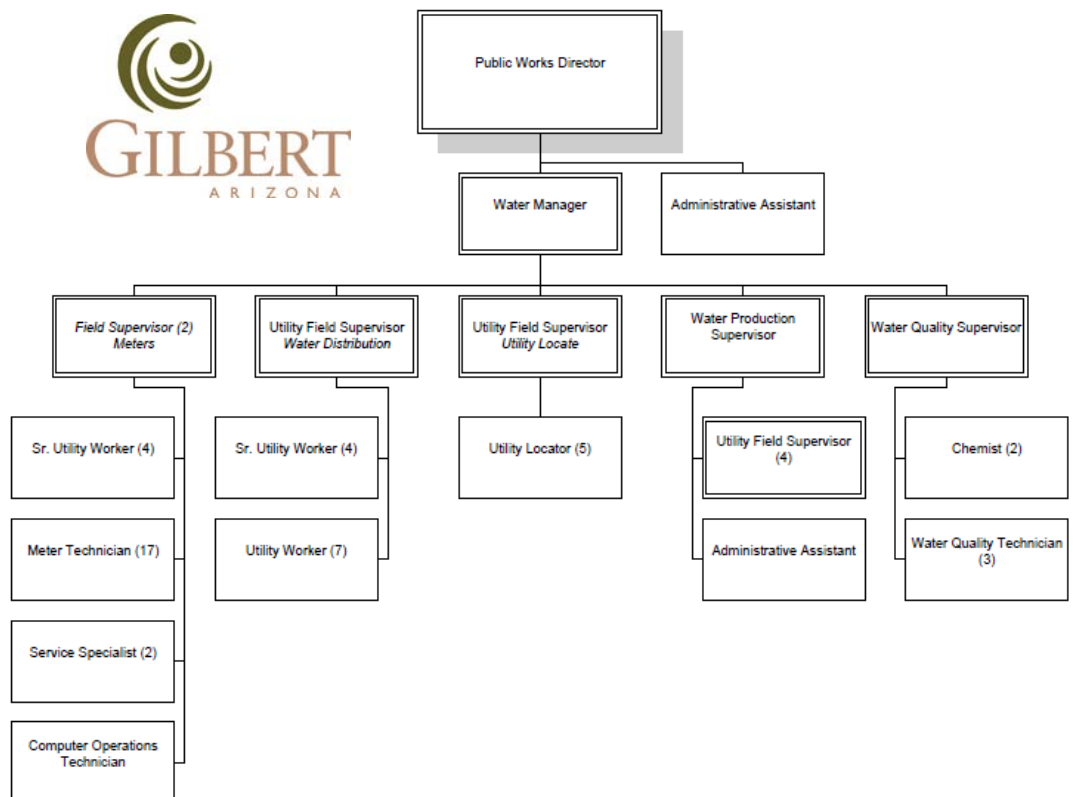 GILBERT
ARIZONA
Public Works Director
Water Manager
Administrative Assistant
Field Supervisor (2)
Meters
Utility Field Supervisor
Water Distribution
Utility Field Supervisor
Utility Locate
Water Production
Supervisor
Water Quality Supervisor
Sr. Utility Worker (4)
Sr. Utility Worker (4)
Utility Locator (5)
Utility Field Supervisor
(4)
Chemist (2)
Meter Technician (17)
Utility Worker (7)
Administrative Assistant
Water Quality Technician
(3)
Service Specialist (2)
Computer Operations
Technician